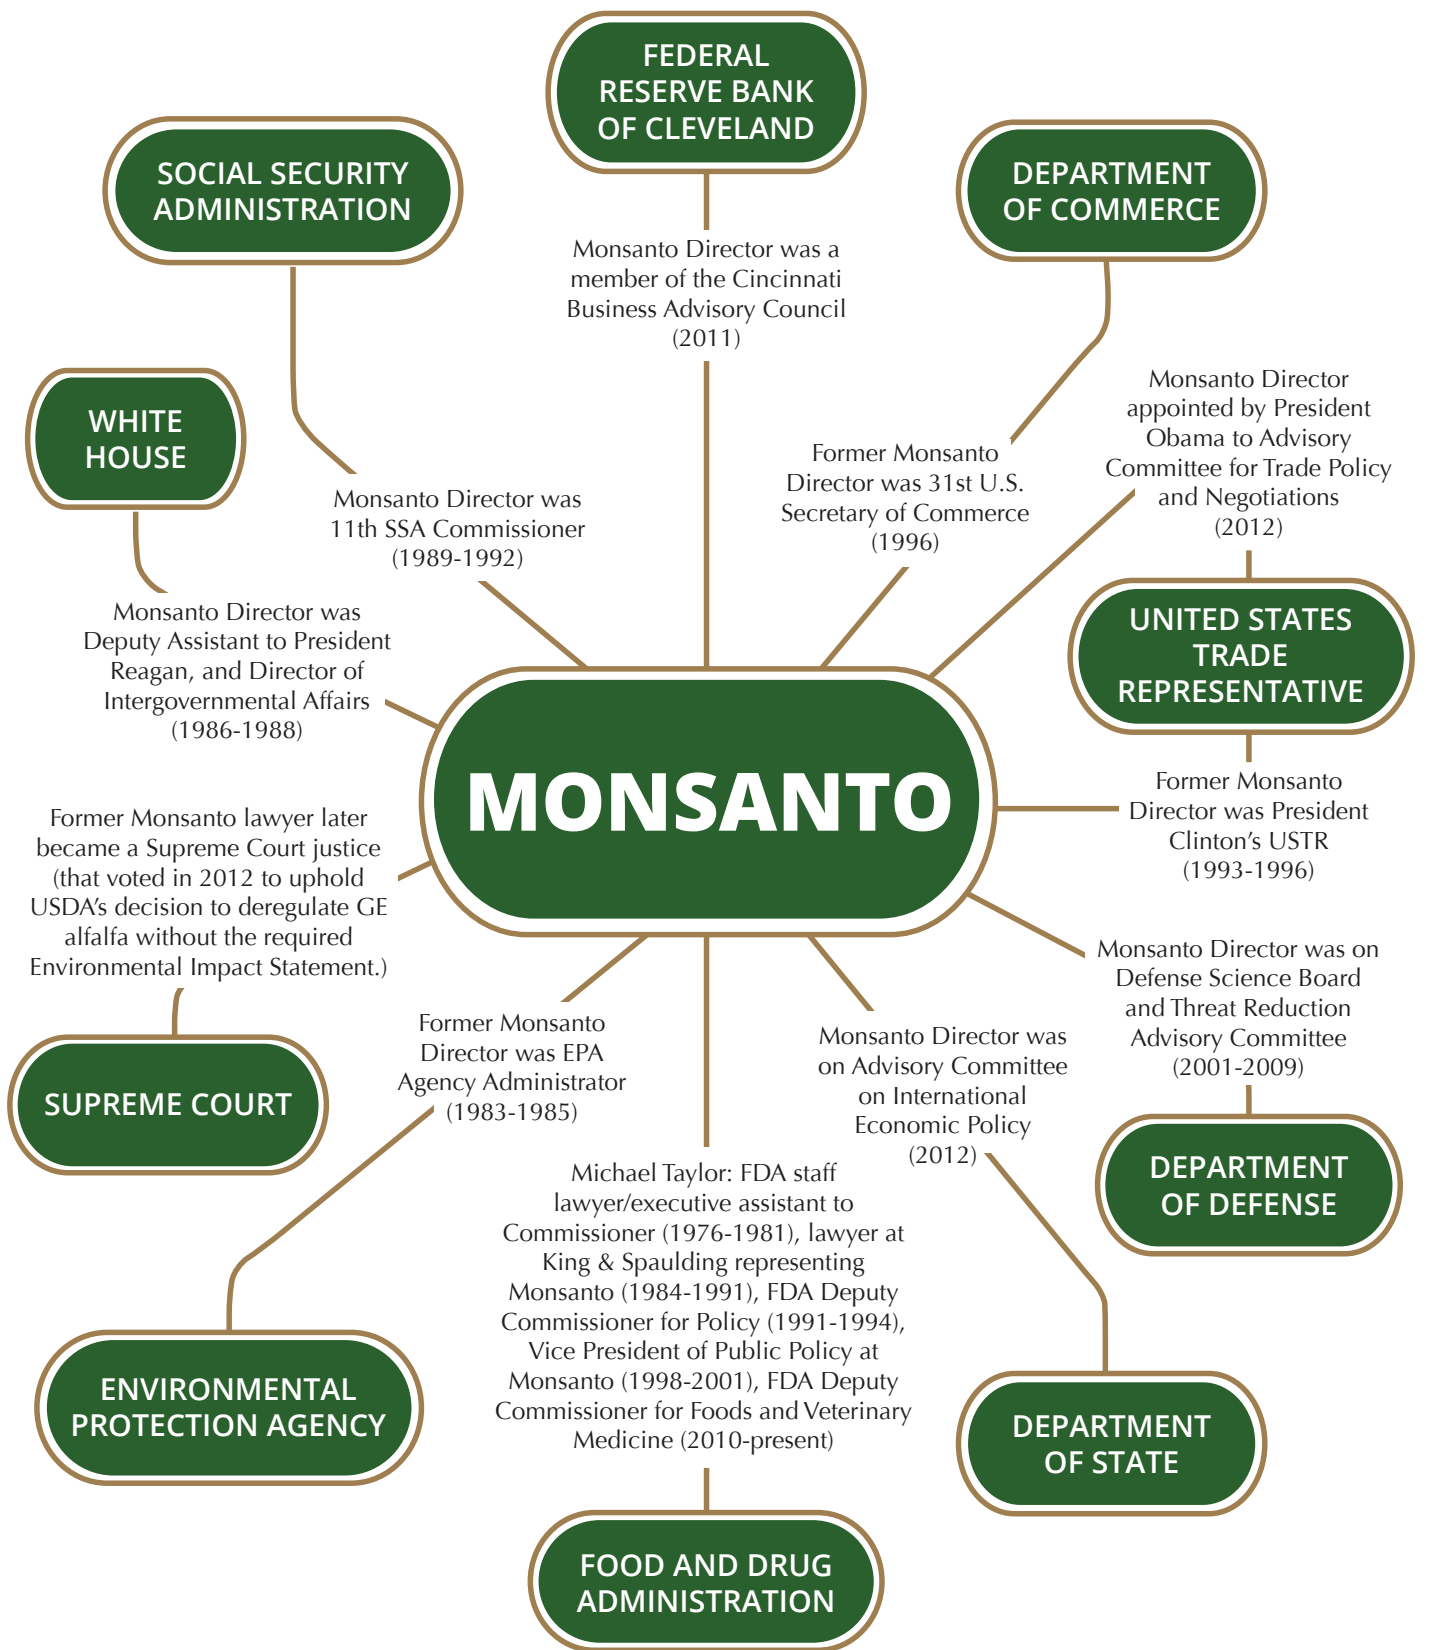 FEDERAL
RESERVE BANK
OF CLEVELAND
SOCIAL SECURITY
ADMINISTRATION
DEPARTMENT
OF COMMERCE
Monsanto Director was a
member of the Cincinnati
Business Advisory Council
(2011)
WHITE
HOUSE
Monsanto Director
appointed by President
Obama to Advisory
Committee for Trade Policy
and Negotiations
(2012)
Former Monsanto
Director was 31st U.S.
Secretary of Commerce
(1996)
Monsanto Director was
11th SSA Commissioner
(1989-1992)
Monsanto Director was
Deputy Assistant to President
Reagan, and Director of
Intergovernmental Affairs
(1986-1988)
UNITED STATES
TRADE
REPRESENTATIVE
MONSANTO
Former Monsanto
Director was President
Clinton’s USTR
(1993-1996)
Former Monsanto lawyer later
became a Supreme Court justice
(that voted in 2012 to uphold
USDA’s decision to deregulate GE
alfalfa without the required
Environmental Impact Statement.)
Monsanto Director was on
Defense Science Board
and Threat Reduction
Advisory Committee
(2001-2009)
SUPREME COURT
Former Monsanto
Director was EPA
Agency Administrator
(1983-1985)
Monsanto Director was
on Advisory Committee
on International
Economic Policy
(2012)
DEPARTMENT
OF DEFENSE
Michael Taylor: FDA staff
lawyer/executive assistant to
Commissioner (1976-1981), lawyer at
King & Spaulding representing
Monsanto (1984-1991), FDA Deputy
Commissioner for Policy (1991-1994),
Vice President of Public Policy at
Monsanto (1998-2001), FDA Deputy
Commissioner for Foods and Veterinary
Medicine (2010-present)
ENVIRONMENTAL
PROTECTION AGENCY
DEPARTMENT
OF STATE
FOOD AND DRUG
ADMINISTRATION